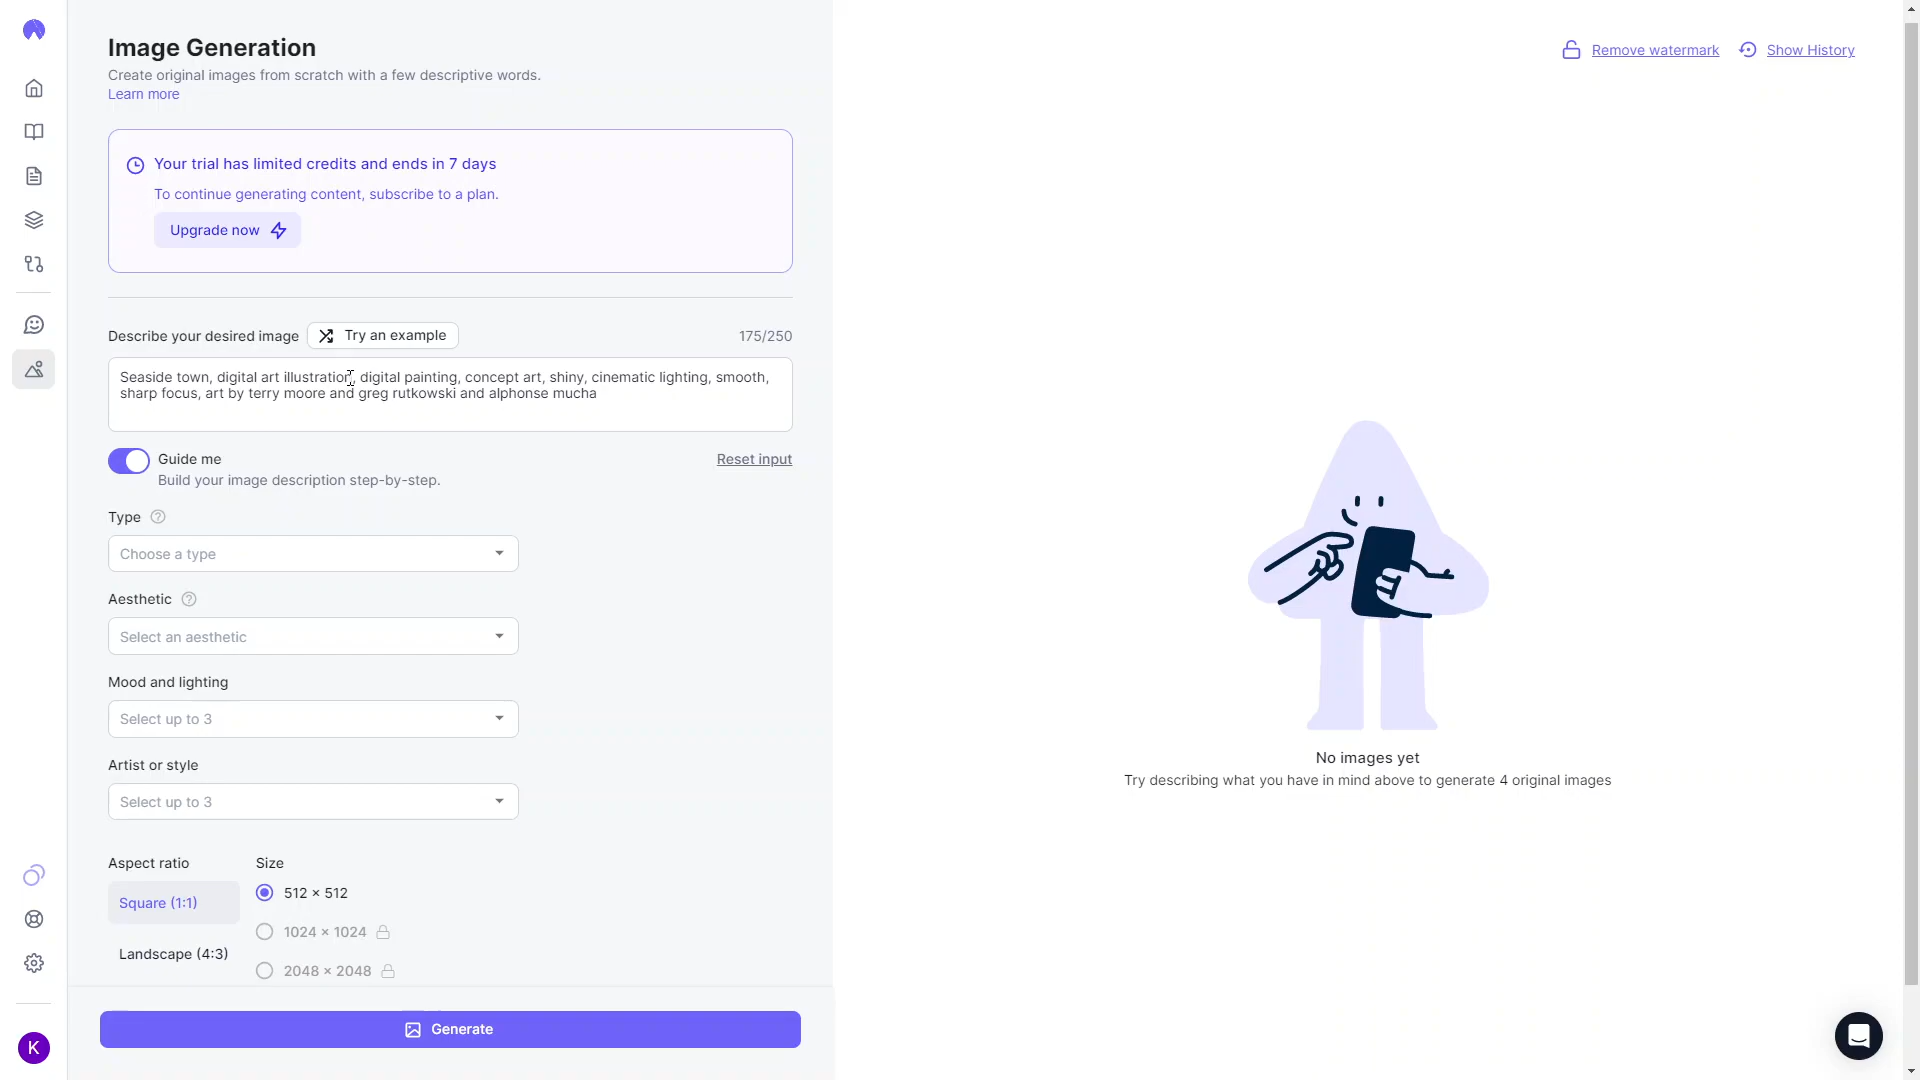 Image Generation
Create original images from scratch with a few descriptive words.
Learn more
Remove watermark
Show History
Your trial has limited credits and ends in 7 days
To continue generating content, subscribe to a plan.
Upgrade now
Describe your desired image
Try an example
175/250
Seaside town, digital art illustration, digital painting, concept art, shiny, cinematic lighting, smooth,
sharp focus, art by terry moore and greg rutkowski and alphonse mucha
Guide me
Reset input
Build your image description step-by-step.
Type
Choose a type
Aesthetic
Select an aesthetic
Mood and lighting
Select up to 3
Artist or style
Select up to 3
No images yet
Try describing what you have in mind above to generate 4 original images
Aspect ratio
Size
Square (1:1)
512 × 512
1024 × 1024
Landscape (4:3)
2048 × 2048
Generate
K